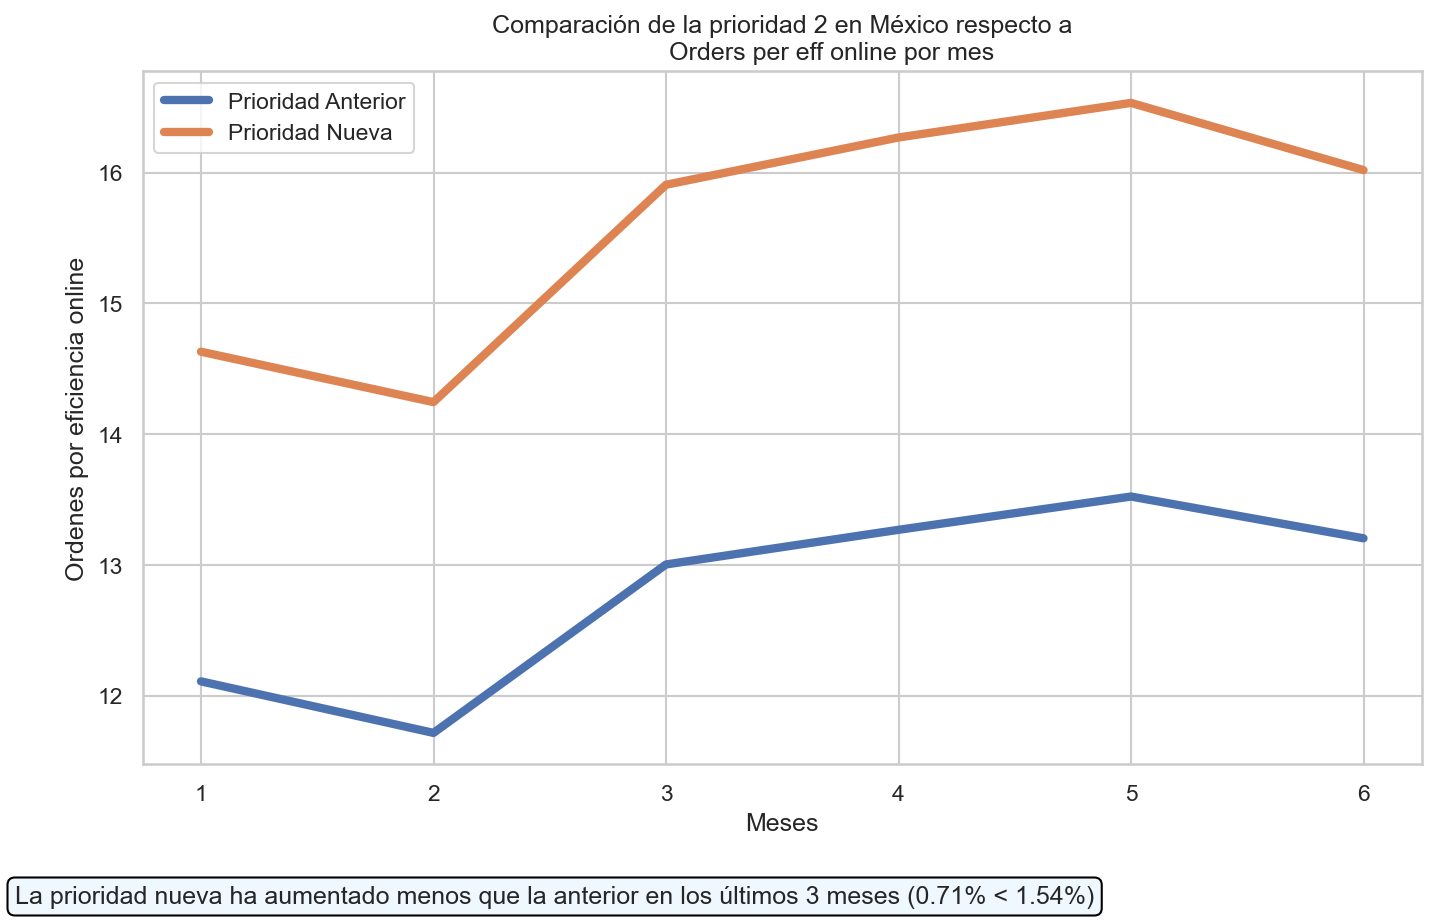 Comparación de la prioridad 2 en México respecto a
Orders per eff online por mes
Prioridad Anterior
Prioridad Nueva
Ordenes por eficiencia online
16
15
14
13
12
1 2 3 4 5 6
Meses
La prioridad nueva ha aumentado menos que la anterior en los últimos 3 meses (0.71% < 1.54%)